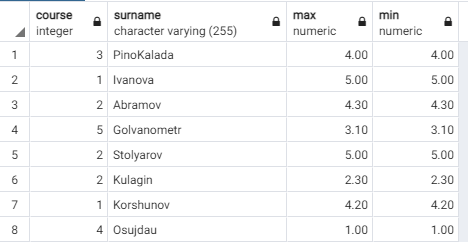 course surname max min
integer character varying (255) numeric numeric
1 3 PinoKalada 4.00 4.00
2 1 Ivanova 5.00 5.00
3 2 Abramov 4.30 4.30
4 5 Golvanometr 3.10 3.10
5 2 Stolyarov 5.00 5.00
6 2 Kulagin 2.30 2.30
7 1 Korshunov 4.20 4.20
8 4 Osujdau 1.00 1.00